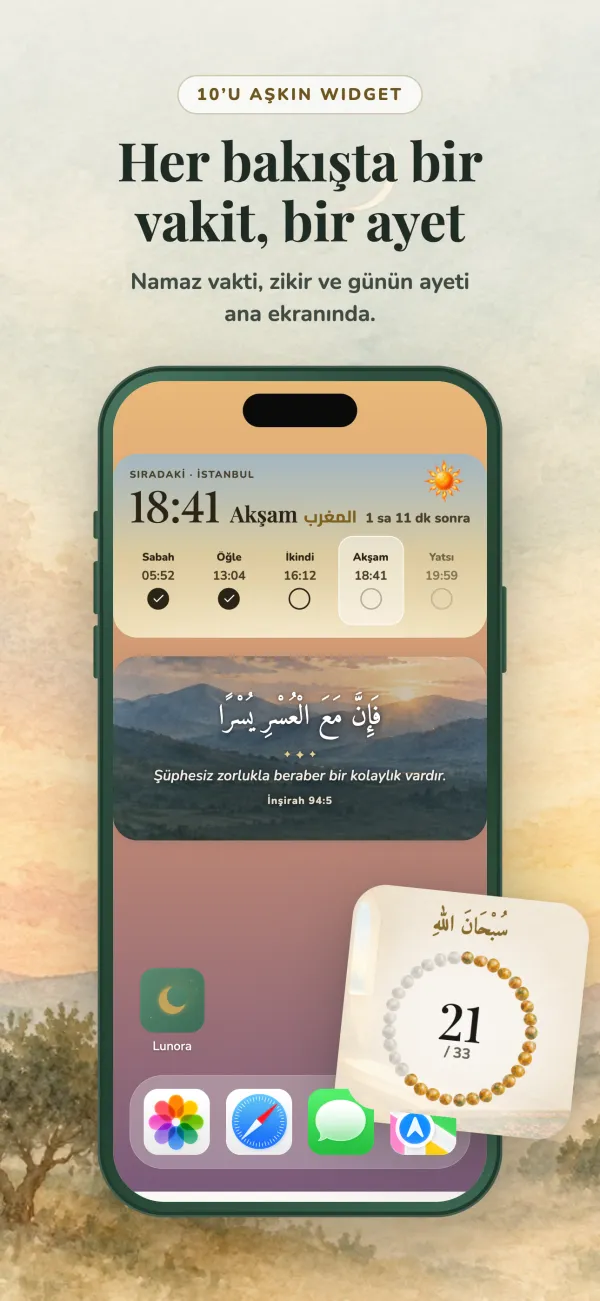 10’U AŞKIN WIDGET
Her bakışta bir
vakit, bir ayet
Namaz vakti, zikir ve günün ayeti
ana ekranında.
SIRADAKİ · İSTANBUL
18:41 Akşam المغرب 1 sa 11 dk sonra
Sabah Öğle İkindi Akşam Yatsı
05:52 13:04 16:12 18:41 19:59
فَإِنَّ مَعَ الْعُسْرِ يُسْرًا
Şüphesiz zorlukla beraber bir kolaylık vardır.
İnşirah 94:5
سُبْحَانَ اللهِ
21
/ 33
Lunora